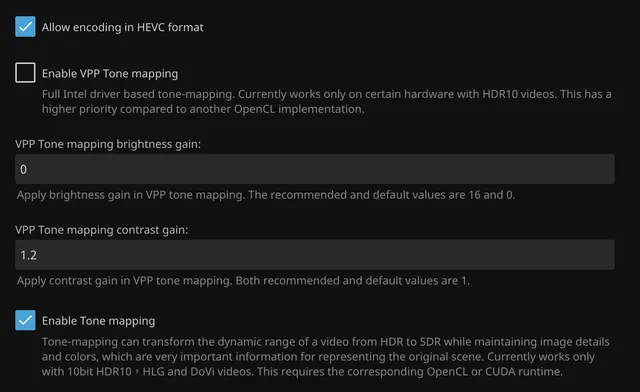 Allow encoding in HEVC format
Enable VPP Tone mapping
Full Intel driver based tone-mapping. Currently works only on certain hardware with HDR10 videos. This has a
higher priority compared to another OpenCL implementation.
VPP Tone mapping brightness gain:
0
Apply brightness gain in VPP tone mapping. The recommended and default values are 16 and 0.
VPP Tone mapping contrast gain:
1.2
Apply contrast gain in VPP tone mapping. Both recommended and default values are 1.
Enable Tone mapping
Tone-mapping can transform the dynamic range of a video from HDR to SDR while maintaining image details
and colors, which are very important information for representing the original scene. Currently works only
with 10bit HDR10，HLG and DoVi videos. This requires the corresponding OpenCL or CUDA runtime.